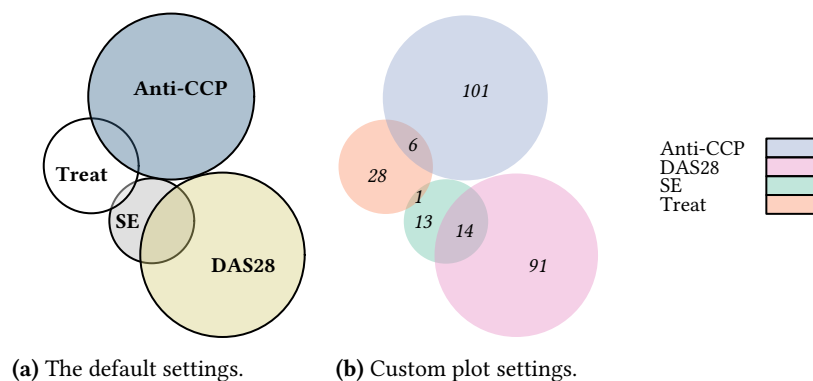 Anti-CCP
Treat
SE
DAS28
(a) The default settings.
101
6
28
1
13
14
91
(b) Custom plot settings.
Anti-CCP
DAS28
SE
Treat